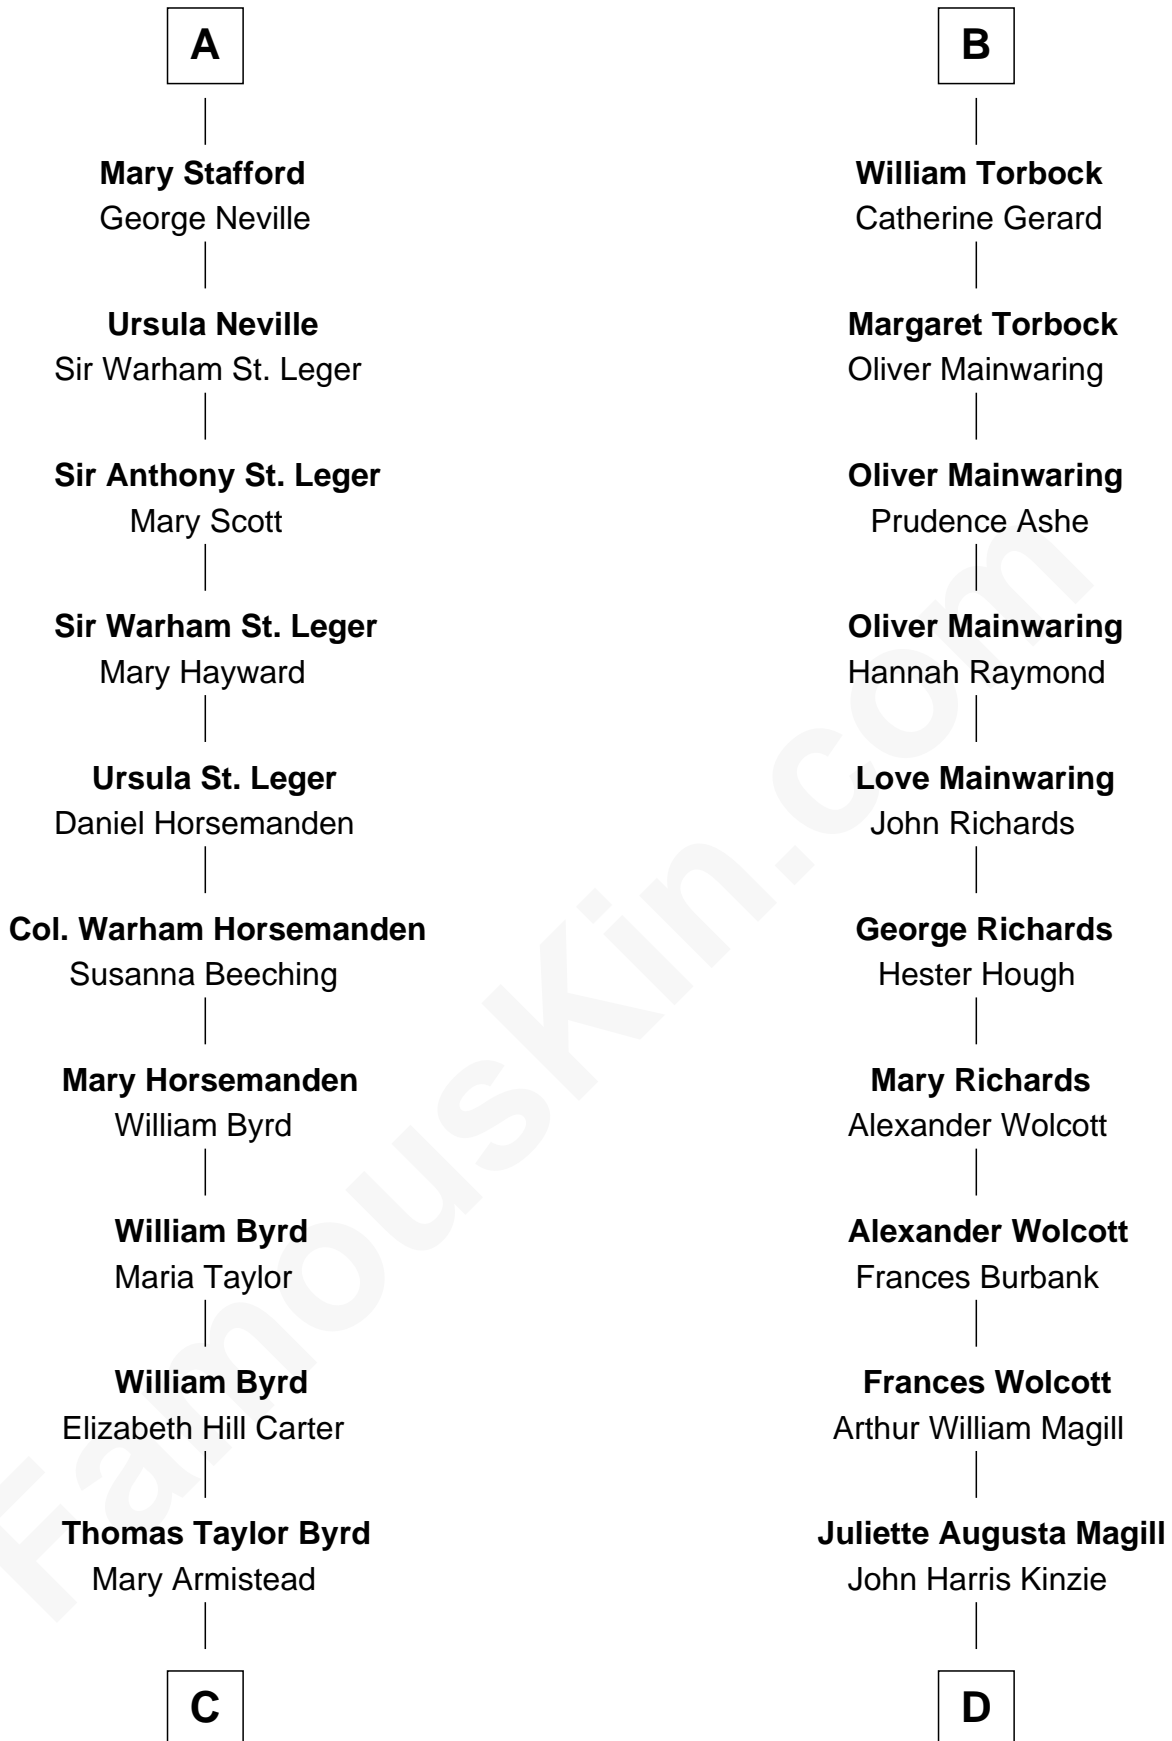 A
Mary Stafford
George Neville
Ursula Neville
Sir Warham St. Leger
Sir Anthony St. Leger
Mary Scott
Sir Warham St. Leger
Mary Hayward
Ursula St. Leger
Daniel Horsemanden
Col. Warham Horsemanden
Susanna Beeching
Mary Horsemanden
William Byrd
William Byrd
Maria Taylor
William Byrd
Elizabeth Hill Carter
Thomas Taylor Byrd
Mary Armistead
C
B
William Torbock
Catherine Gerard
Margaret Torbock
Oliver Mainwaring
Oliver Mainwaring
Prudence Ashe
Oliver Mainwaring
Hannah Raymond
Love Mainwaring
John Richards
George Richards
Hester Hough
Mary Richards
Alexander Wolcott
Alexander Wolcott
Frances Burbank
Frances Wolcott
Arthur William Magill
Juliette Augusta Magill
John Harris Kinzie
D
FamousKin.com